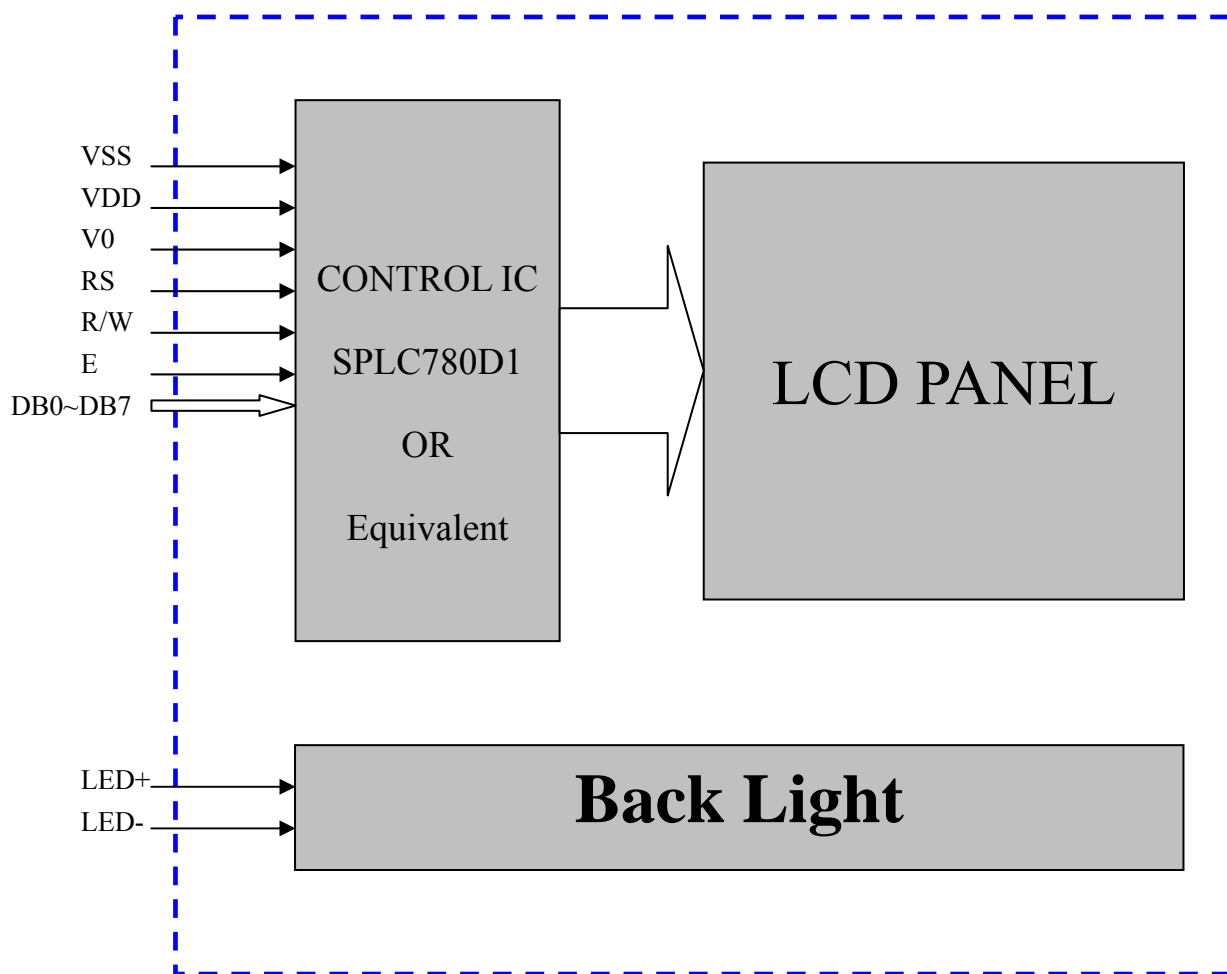 VSS
VDD
V0
RS
R/W
E
DB0~DB7
CONTROL IC
SPLC780D1
OR
Equivalent
LCD PANEL
LED+
LED-
Back Light